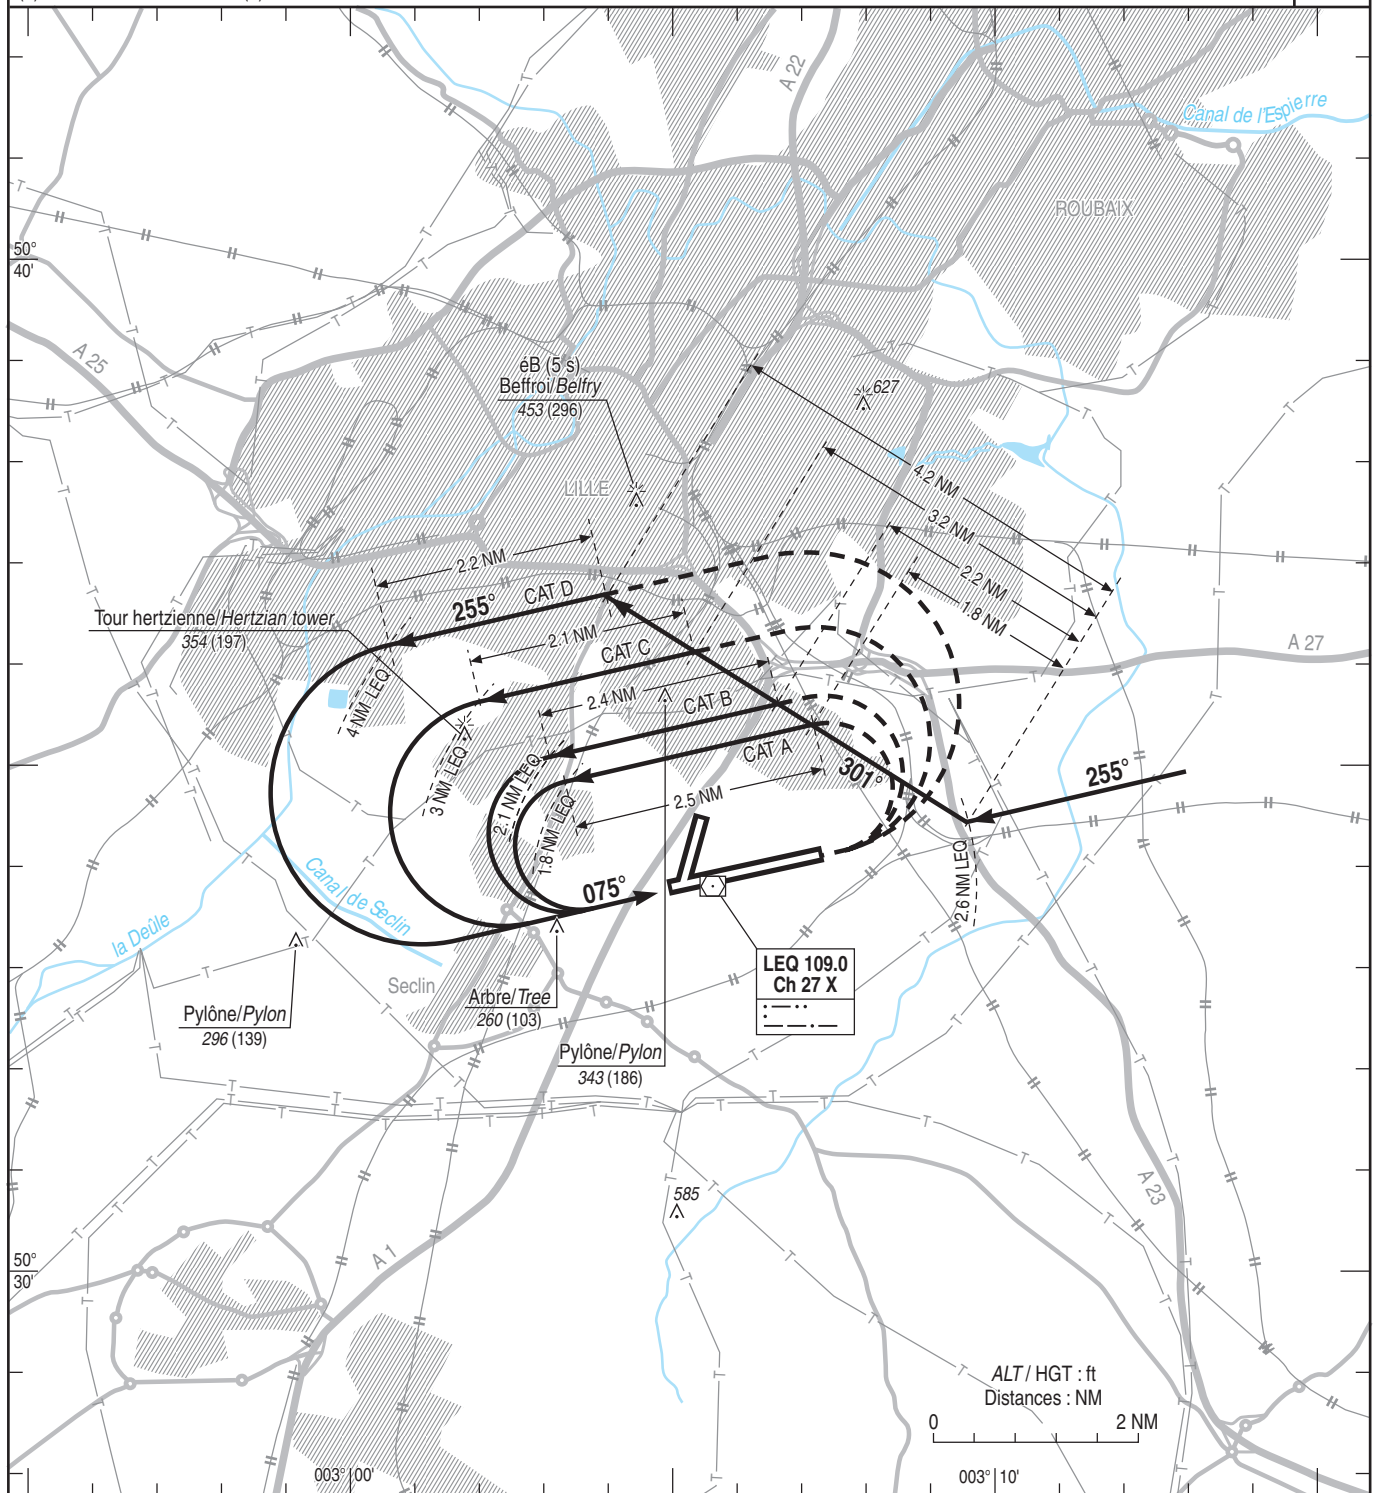 A 22
Canal de l'Espierre
ROUBAIX
50°
40'
A 25
éB (5 s)
Beffroi/Belfry
453 (296)
627
LILLE
4.2 NM
3.2 NM
2.2 NM
1.8 NM
2.2 NM
CAT D
255°
Tour hertzienne/Hertzian tower
354 (197)
2.1 NM
CAT C
A 27
4 NM LEQ
2.4 NM
CAT B
3 NM LEQ
CAT A
2.1 NM LEQ
301°
255°
2.5 NM
1.8 NM LEQ
2.6 NM LEQ
075°
Canal de Seclin
la Deûle
LEQ 109.0
Ch 27 X
Seclin
Arbre/Tree
260 (103)
Pylône/Pylon
296 (139)
Pylône/Pylon
343 (186)
585
A 23
A 1
50°
30'
ALT / HGT : ft
Distances : NM
0 2 NM
003° 00'
003° 10'